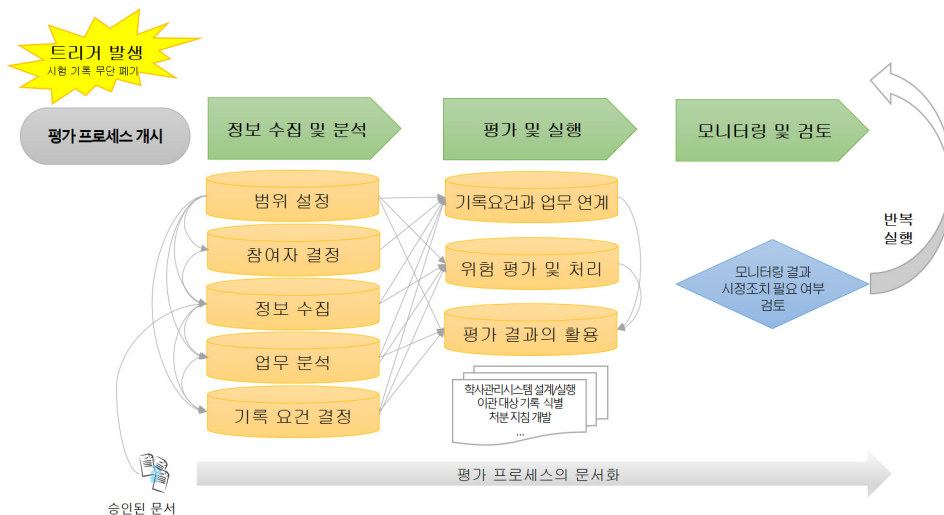 트리거 발생
시험 기록 무단 폐기
평가 프로세스 개시
정보 수집 및 분석
평가 및 실행
모니터링 및 검토
범위 설정
참여자 결정
정보 수집
업무 분석
기록 요건 결정
기록요건과 업무 연계
위험 평가 및 처리
평가 결과의 활용
학사관리시스템 설계/실행
이관 대상 기록 식별
처분 지침 개발
...
모니터링 결과
시정조치 필요 여부
검토
반복
실행
평가 프로세스의 문서화
승인된 문서